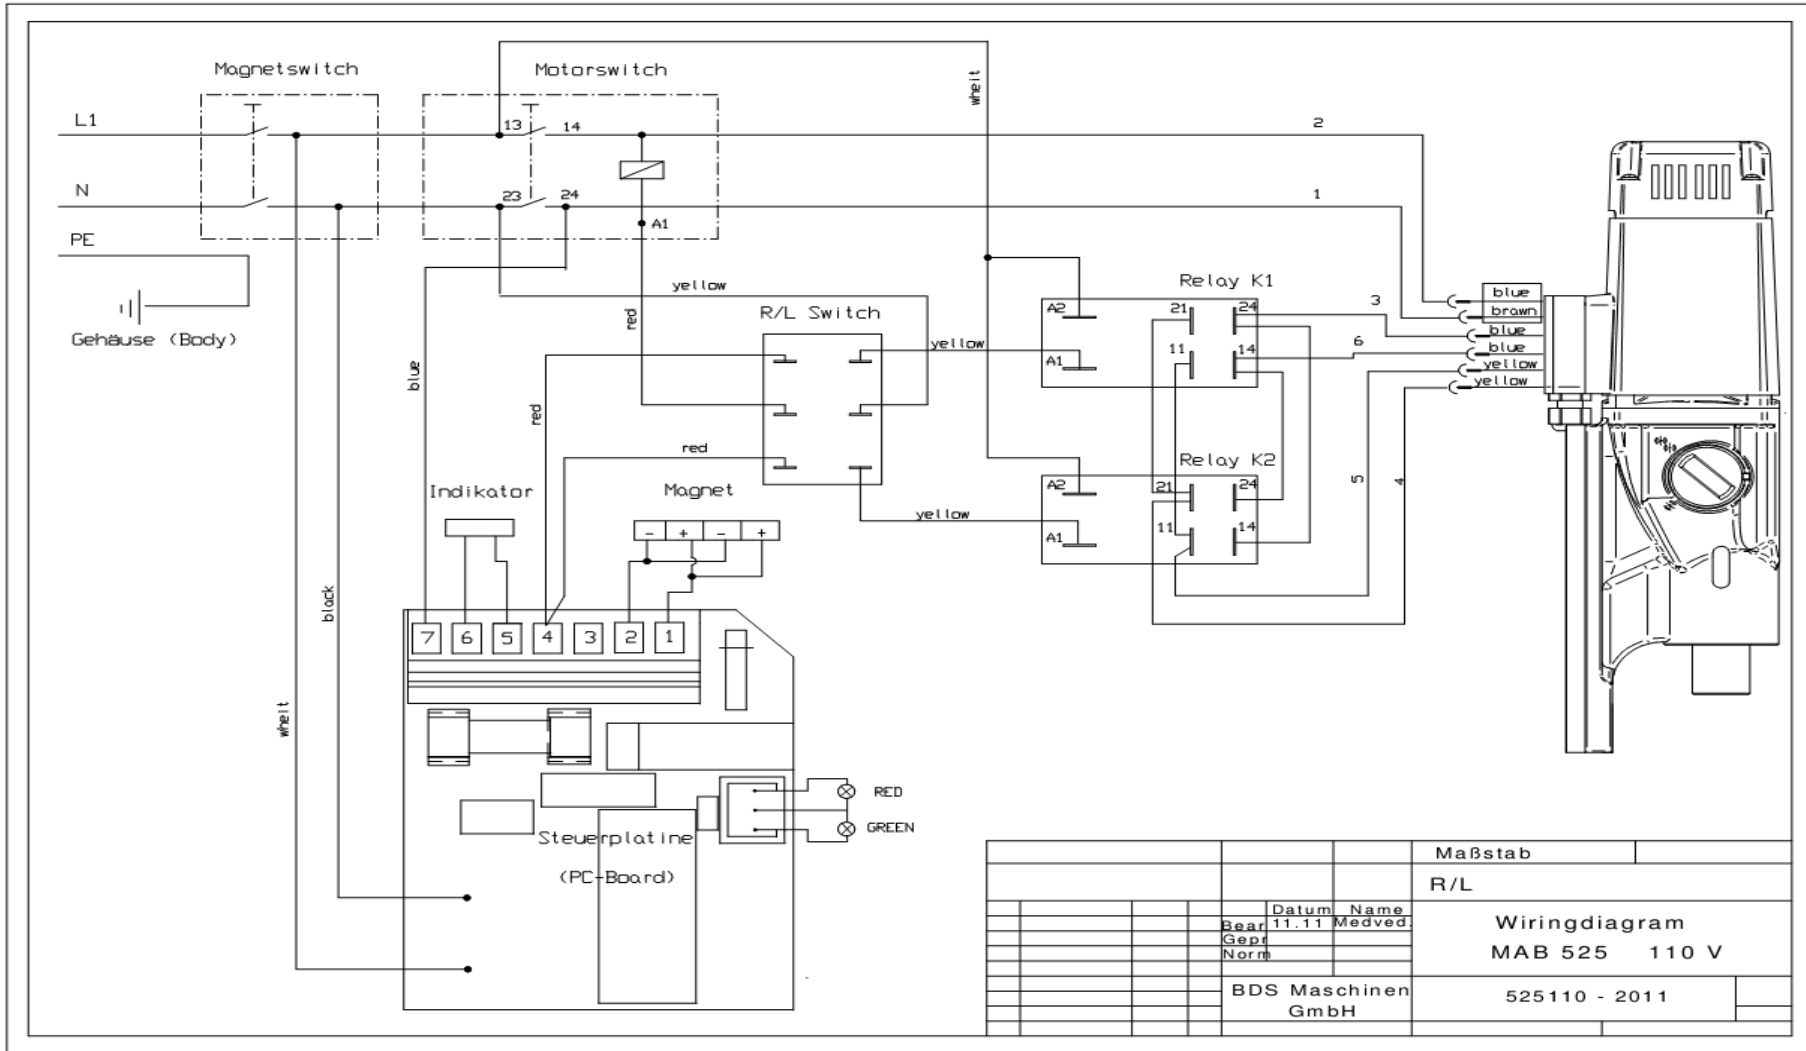 Magnetswitch
Motorswitch
wheit
L1
13
14
2
N
23
24
1
A1
PE
Gehäuse (Body)
yellow
red
R/L Switch
Relay K1
A2
21
24
3
blue
brawn
blue
blue
yellow
yellow
yellow
A1
11
14
6
blue
red
red
Relay K2
A2
21
24
5
4
Indikator
Magnet
- + - +
yellow
A1
11
14
black
7 6 5 4 3 2 1
wheit
RED
GREEN
Steuerplatine
(PC-Board)
Maßstab
R/L
Datum Name
Bear 11.11 Medved.
Gepr
Norm
Wiringdiagram
MAB 525 110 V
BDS Maschinen
GmbH
525110 - 2011